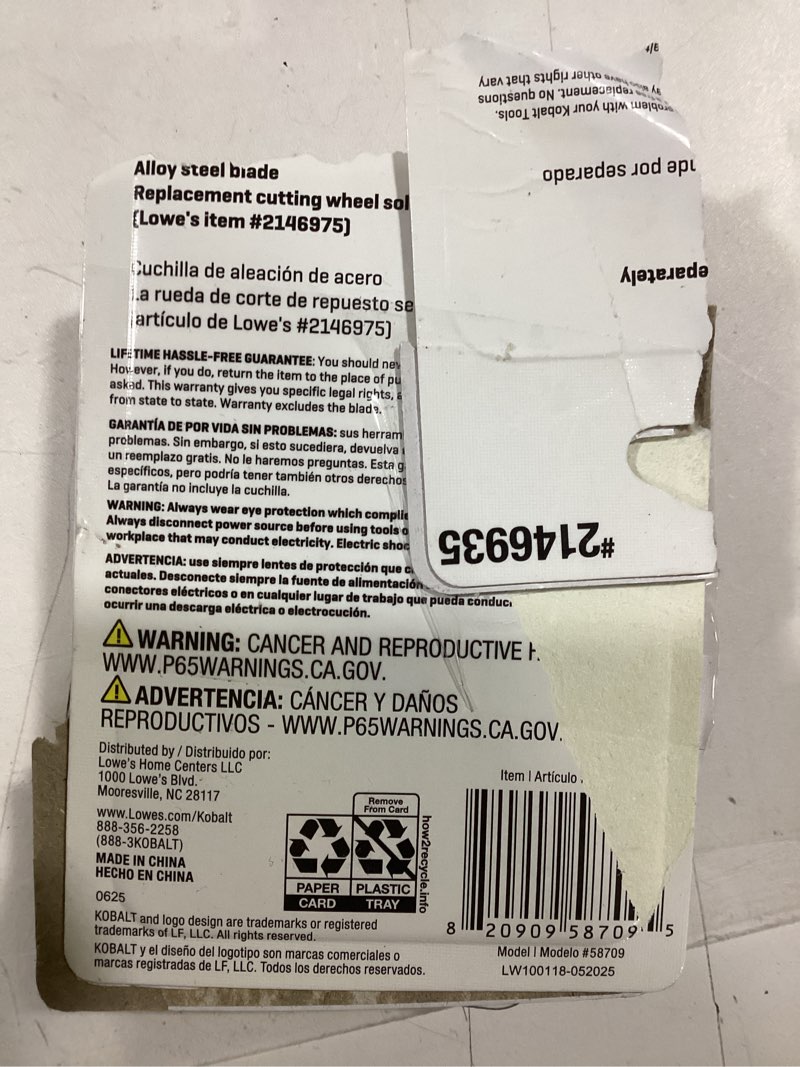 Alloy steel blade
Replacement cutting wheel sol
(Lowe's item #2146975)
Cuchilla de aleación de acero
La rueda de corte de repuesto se
artículo de Lowe's #2146975)
LIFETIME HASSLE-FREE GUARANTEE: You should nev
However, if you do, return the item to the place of pu
asked. This warranty gives you specific legal rights, a
from state to state. Warranty excludes the blade.
GARANTÍA DE POR VIDA SIN PROBLEMAS: sus herram
problemas. Sin embargo, si esto sucediera, devuelva
un reemplazo gratis. No le haremos preguntas. Esta g
específicos, pero podría tener también otros derechos
La garantía no incluye la cuchilla.
WARNING: Always wear eye protection which complie
Always disconnect power source before using tools o
workplace that may conduct electricity. Electric shoc
ADVERTENCIA: use siempre lentes de protección que c
actuales. Desconecte siempre la fuente de alimentación
conectores eléctricos o en cualquier lugar de trabajo que pueda conduci
ocurrir una descarga eléctrica o electrocución.
WARNING: CANCER AND REPRODUCTIVE H
WWW.P65WARNINGS.CA.GOV.
ADVERTENCIA: CÁNCER Y DAÑOS
REPRODUCTIVOS - WWW.P65WARNINGS.CA.GOV.
Distributed by / Distribuido por:
Lowe's Home Centers LLC
1000 Lowe's Blvd.
Mooresville, NC 28117
www.Lowes.com/Kobalt
888-356-2258
(888-3KOBALT)
MADE IN CHINA
HECHO EN CHINA
0625
KOBALT and logo design are trademarks or registered
trademarks of LF, LLC. All rights reserved.
KOBALT y el diseño del logotipo son marcas comerciales o
marcas registradas de LF, LLC. Todos los derechos reservados.
Remove
From Card
PAPER
CARD
PLASTIC
TRAY
how2recycle.info
Item | Artículo
8 20909 58709 5
Model | Modelo #58709
LW100118-052025
#2146935
eparately
nde por separado
problem with your Kobalt Tools.
replacement. No questions
other rights that vary